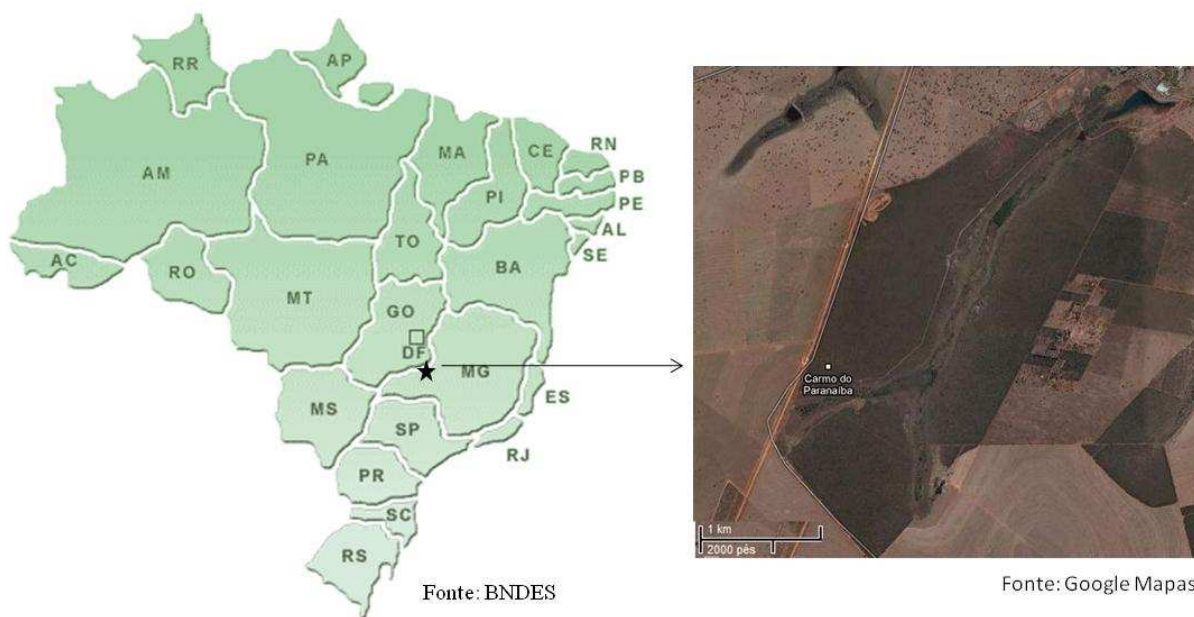 RR
AP
AM
PA
MA
CE
RN
PB
PI
PE
AL
SE
AC
RO
TO
BA
MT
GO
DF
MG
ES
MS
SP
RJ
PR
SC
RS
Fonte: BNDES
Carmo do
Paranaíba
1 km
2000 pés
Fonte: Google Mapas